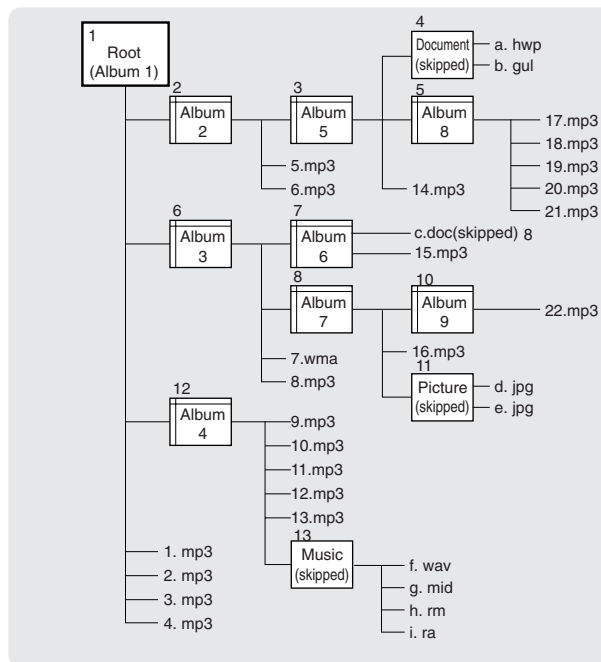 1
Root
(Album 1)
4
Document
(skipped)
a. hwp
b. gul
2
Album
2
3
Album
5
5
Album
8
17.mp3
18.mp3
19.mp3
20.mp3
21.mp3
5.mp3
6.mp3
14.mp3
6
Album
3
7
Album
6
c.doc(skipped) 8
15.mp3
8
Album
7
10
Album
9
22.mp3
7.wma
8.mp3
16.mp3
11
Picture
(skipped)
d. jpg
e. jpg
12
Album
4
9.mp3
10.mp3
11.mp3
12.mp3
13.mp3
13
Music
(skipped)
f. wav
g. mid
h. rm
i. ra
1. mp3
2. mp3
3. mp3
4. mp3